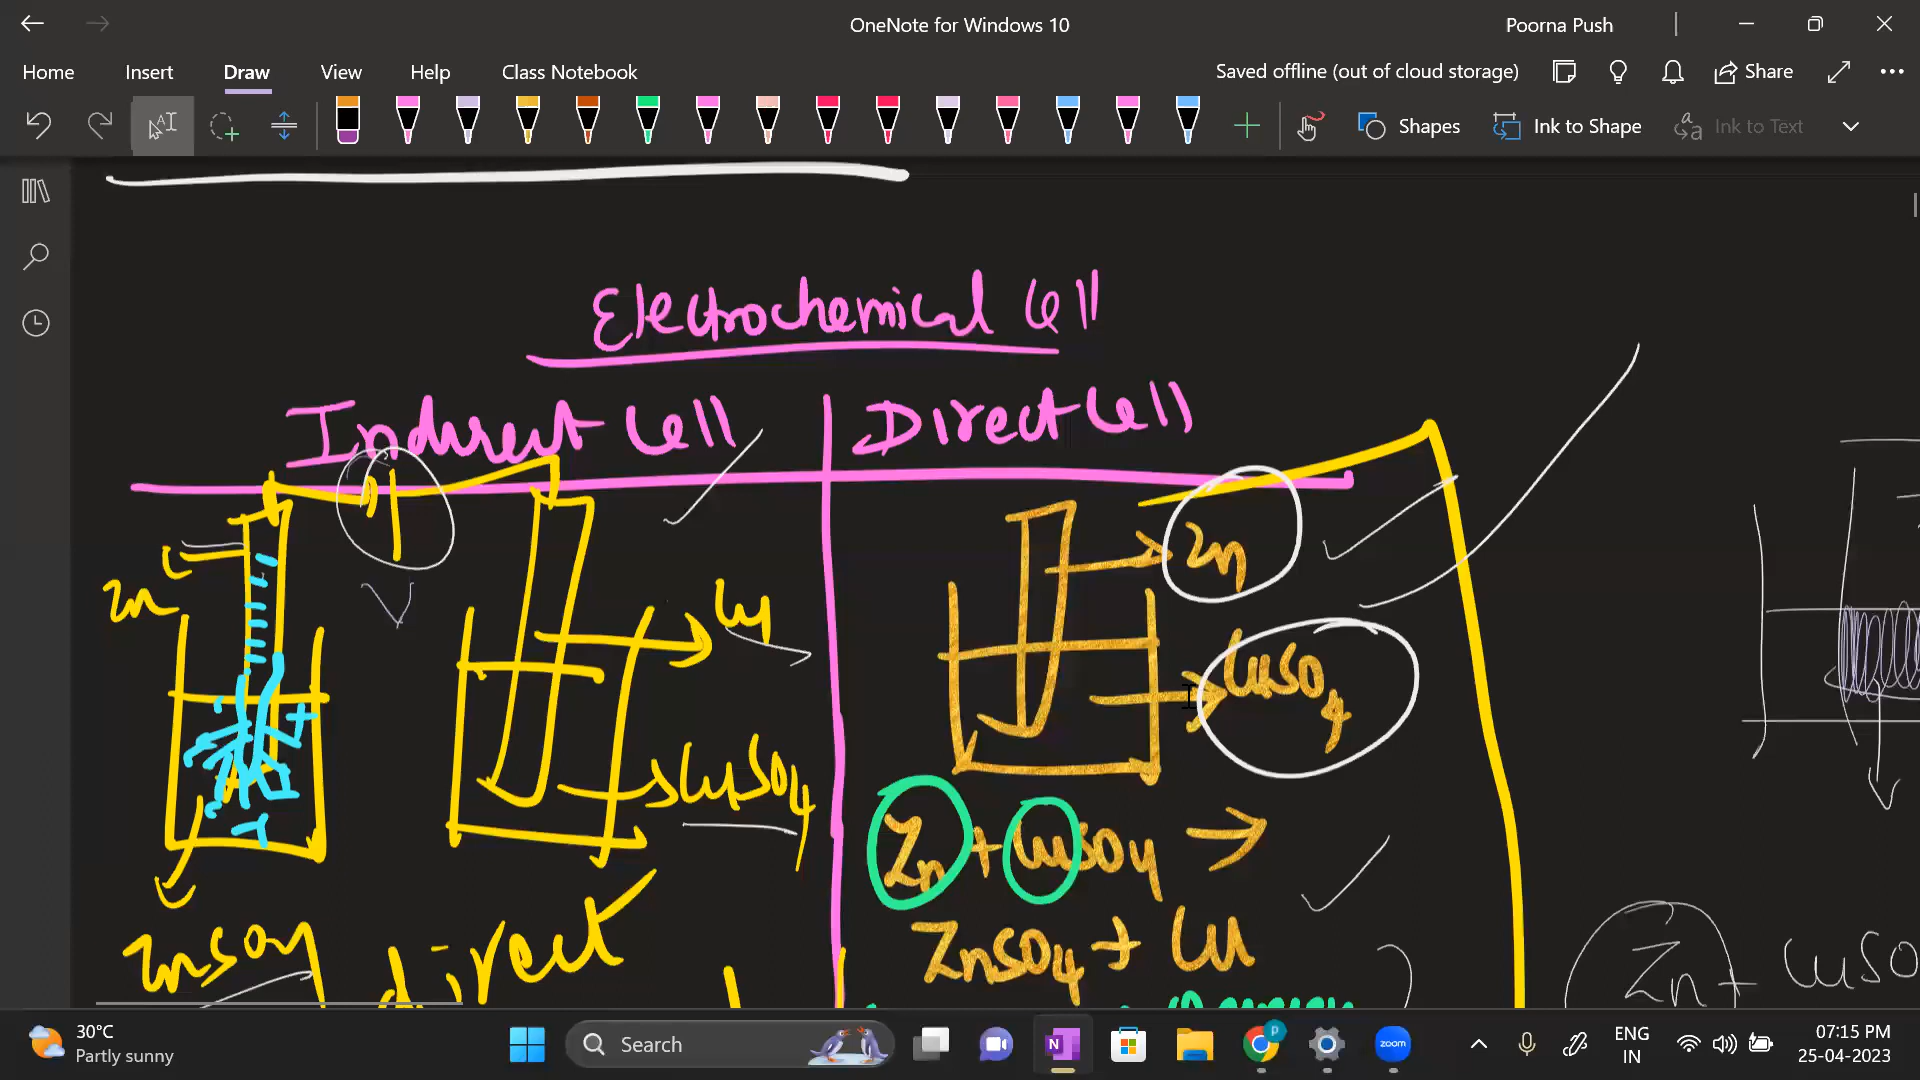 OneNote for Windows 10
Poorna Push
Home Insert Draw View Help Class Notebook
Saved offline (out of cloud storage)
Share
Shapes
Ink to Shape
Ink to Text
Electrochemical Cell
Indirect Cell
Direct Cell
Zn
Cu
CuSO4
ZnSO4
direct
Zn
CuSO4
Zn + CuSO4 →
ZnSO4 + Cu
Zn + CuSO
30°C
Partly sunny
Search
zoom
ENG
IN
07:15 PM
25-04-2023